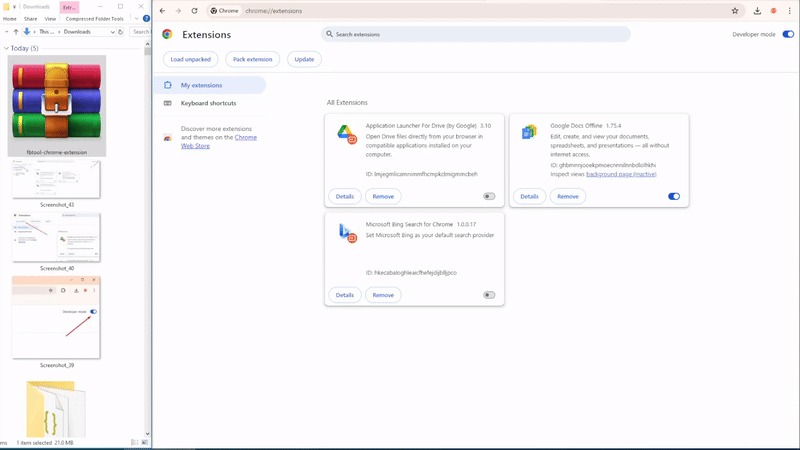 Downloads
Extr...
Home Share View Compressed Folder Tools
This ... Downloads
Today (5)
fbtool-chrome-extension
Screenshot_43
Screenshot_40
Developer mode
Screenshot_39
ms 1 item selected 21.0 MB
Chrome chrome://extensions
Extensions
Search extensions
Developer mode
Load unpacked Pack extension Update
My extensions
Keyboard shortcuts
Discover more extensions
and themes on the Chrome
Web Store
All Extensions
Application Launcher For Drive (by Google) 3.10
Open Drive files directly from your browser in
compatible applications installed on your
computer.
ID: lmjegmlicamnimmfhcmpkclmigmmcbeh
Details Remove
Google Docs Offline 1.75.4
Edit, create, and view your documents,
spreadsheets, and presentations — all without
internet access.
ID: ghbmnnjooekpmoecnnnilnnbdlolhkhi
Inspect views background page (Inactive)
Details Remove
Microsoft Bing Search for Chrome 1.0.0.17
Set Microsoft Bing as your default search provider
Details Remove